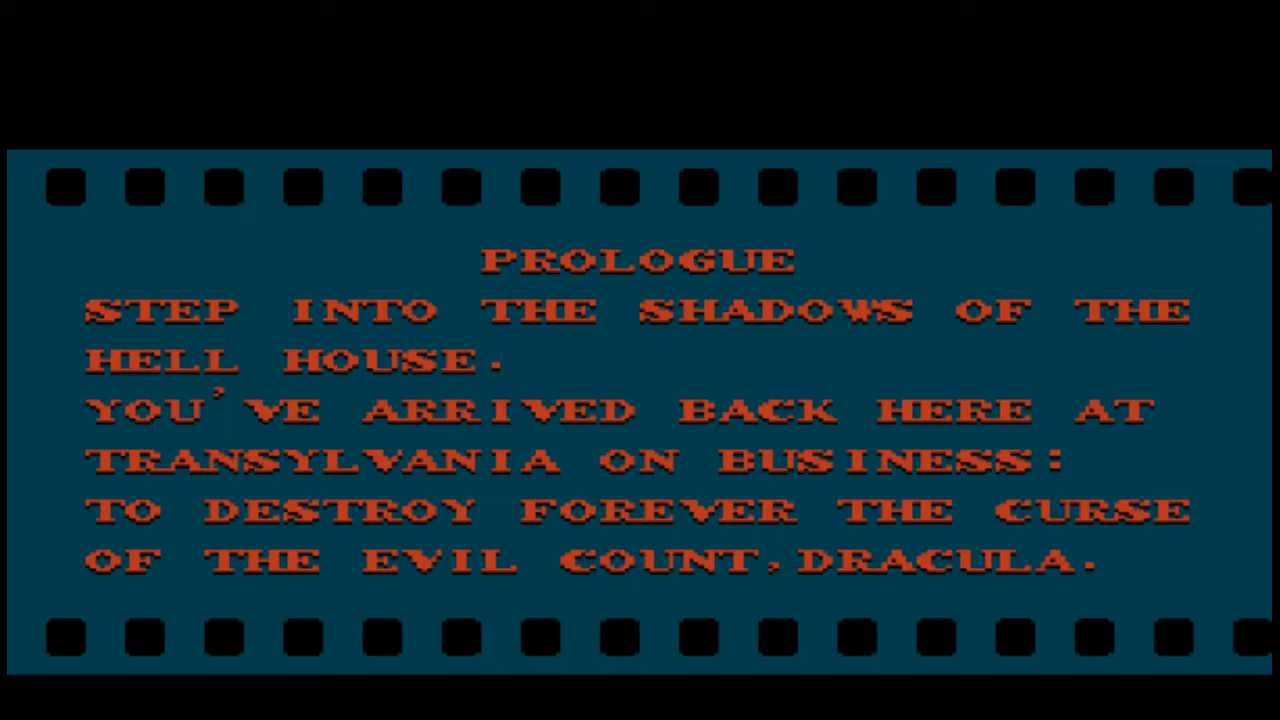 PROLOGUE
STEP INTO THE SHADOWS OF THE
HELL HOUSE.
YOU'VE ARRIVED BACK HERE AT
TRANSYLVANIA ON BUSINESS:
TO DESTROY FOREVER THE CURSE
OF THE EVIL COUNT,DRACULA.